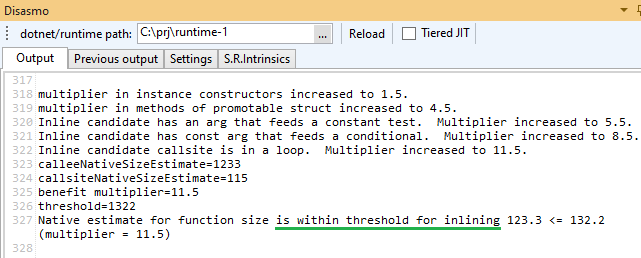 Disasmo
dotnet/runtime path: C:\prj\runtime-1 ... Reload Tiered JIT
Output Previous output Settings S.R.Intrinsics
317
318 multiplier in instance constructors increased to 1.5.
319 multiplier in methods of promotable struct increased to 4.5.
320 Inline candidate has an arg that feeds a constant test.  Multiplier increased to 5.5.
321 Inline candidate has const arg that feeds a conditional.  Multiplier increased to 8.5.
322 Inline candidate callsite is in a loop.  Multiplier increased to 11.5.
323 calleeNativeSizeEstimate=1233
324 callsiteNativeSizeEstimate=115
325 benefit multiplier=11.5
326 threshold=1322
327 Native estimate for function size is within threshold for inlining 123.3 <= 132.2
(multiplier = 11.5)
328